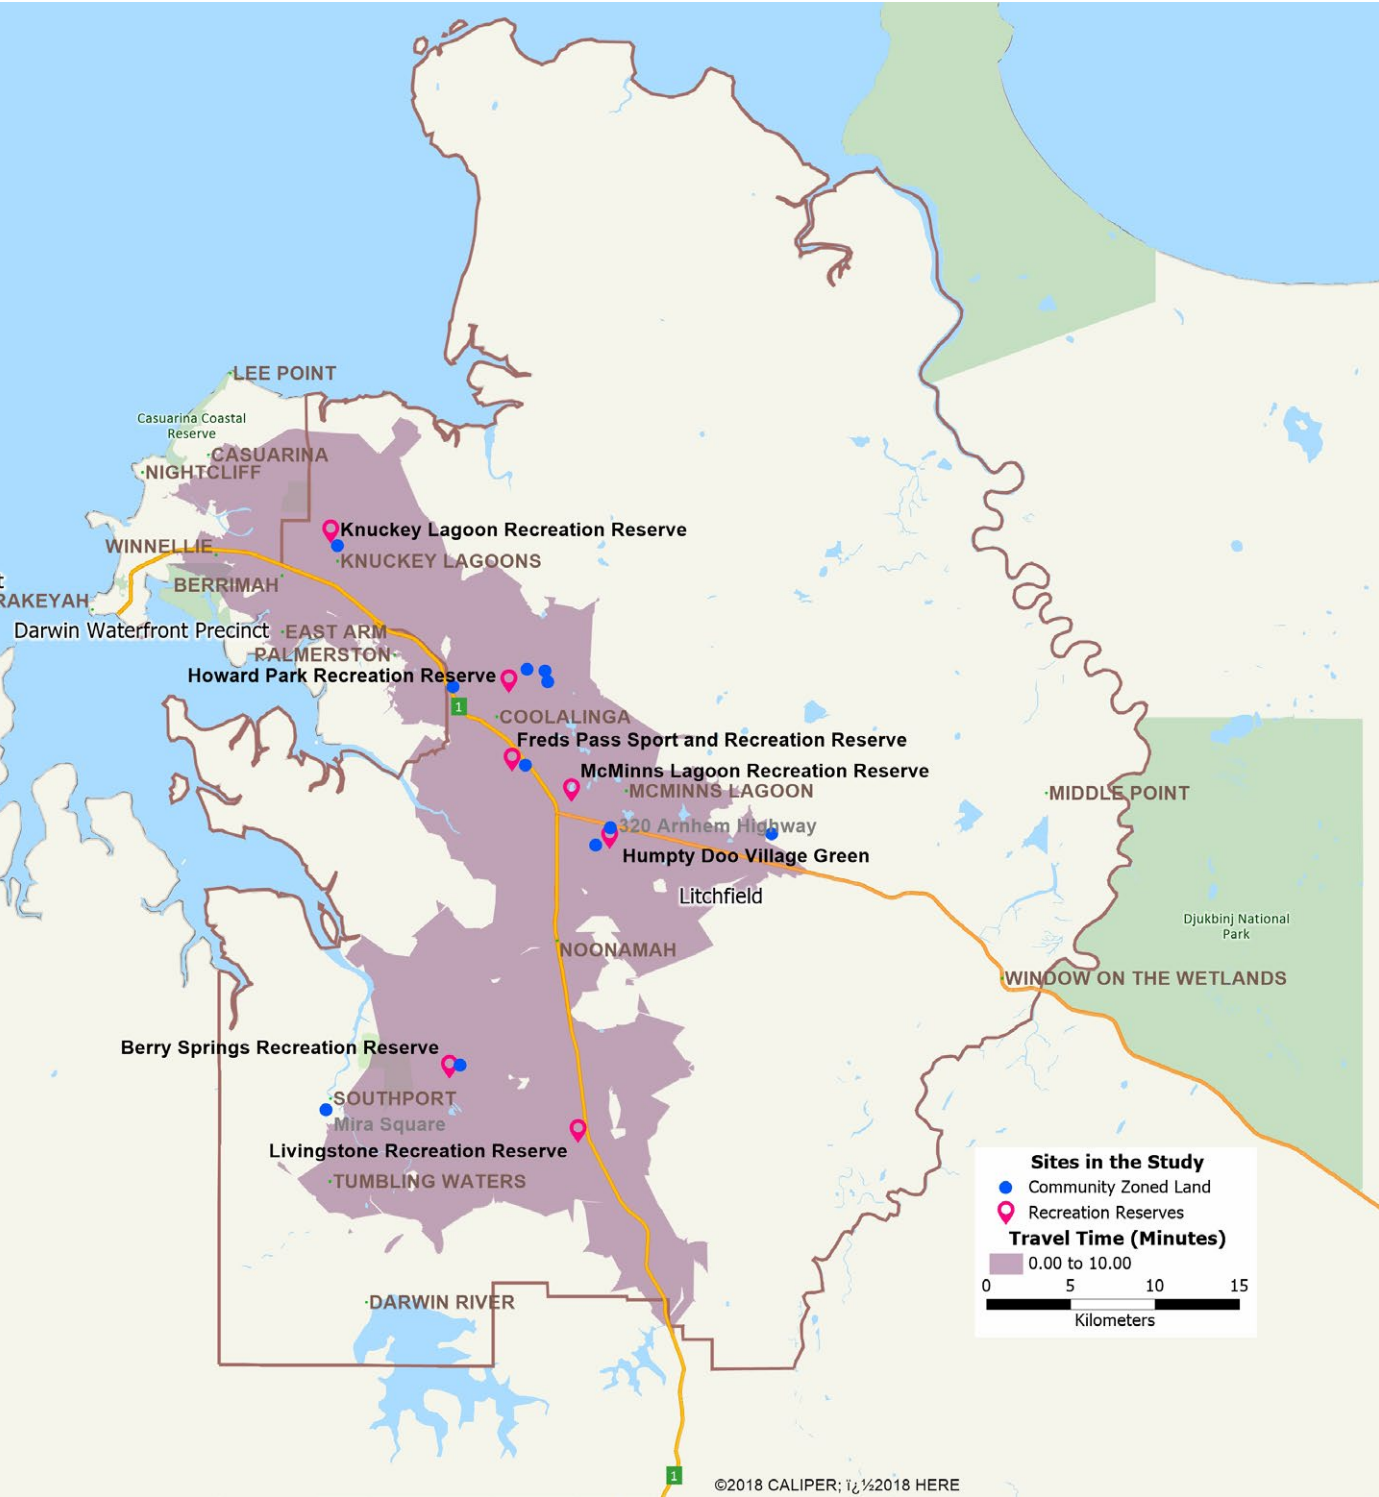 LEE POINT
Casuarina Coastal
Reserve
CASUARINA
NIGHTCLIFF
Knuckey Lagoon Recreation Reserve
WINNELLIE
KNUCKEY LAGOONS
BERRIMAH
t
RAKEYAH
Darwin Waterfront Precinct
EAST ARM
PALMERSTON
Howard Park Recreation Reserve
1
COOLALINGA
Freds Pass Sport and Recreation Reserve
McMinns Lagoon Recreation Reserve
MCMINNS LAGOON
MIDDLE POINT
320 Arnhem Highway
Humpty Doo Village Green
Litchfield
Djukbinj National
Park
NOONAMAH
WINDOW ON THE WETLANDS
Berry Springs Recreation Reserve
SOUTHPORT
Mira Square
Livingstone Recreation Reserve
TUMBLING WATERS
DARWIN RIVER
Sites in the Study
Community Zoned Land
Recreation Reserves
Travel Time (Minutes)
0.00 to 10.00
0 5 10 15
Kilometers
1
©2018 CALIPER; ï¿½2018 HERE